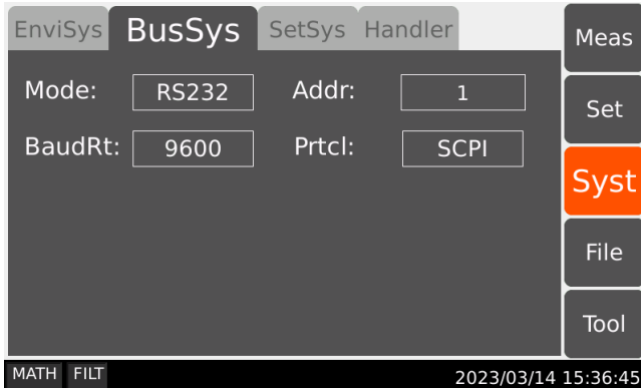 EnviSys BusSys SetSys Handler
Mode: RS232 Addr: 1
BaudRt: 9600 Prtcl: SCPI
Meas
Set
Syst
File
Tool
MATH FILT 2023/03/14 15:36:45